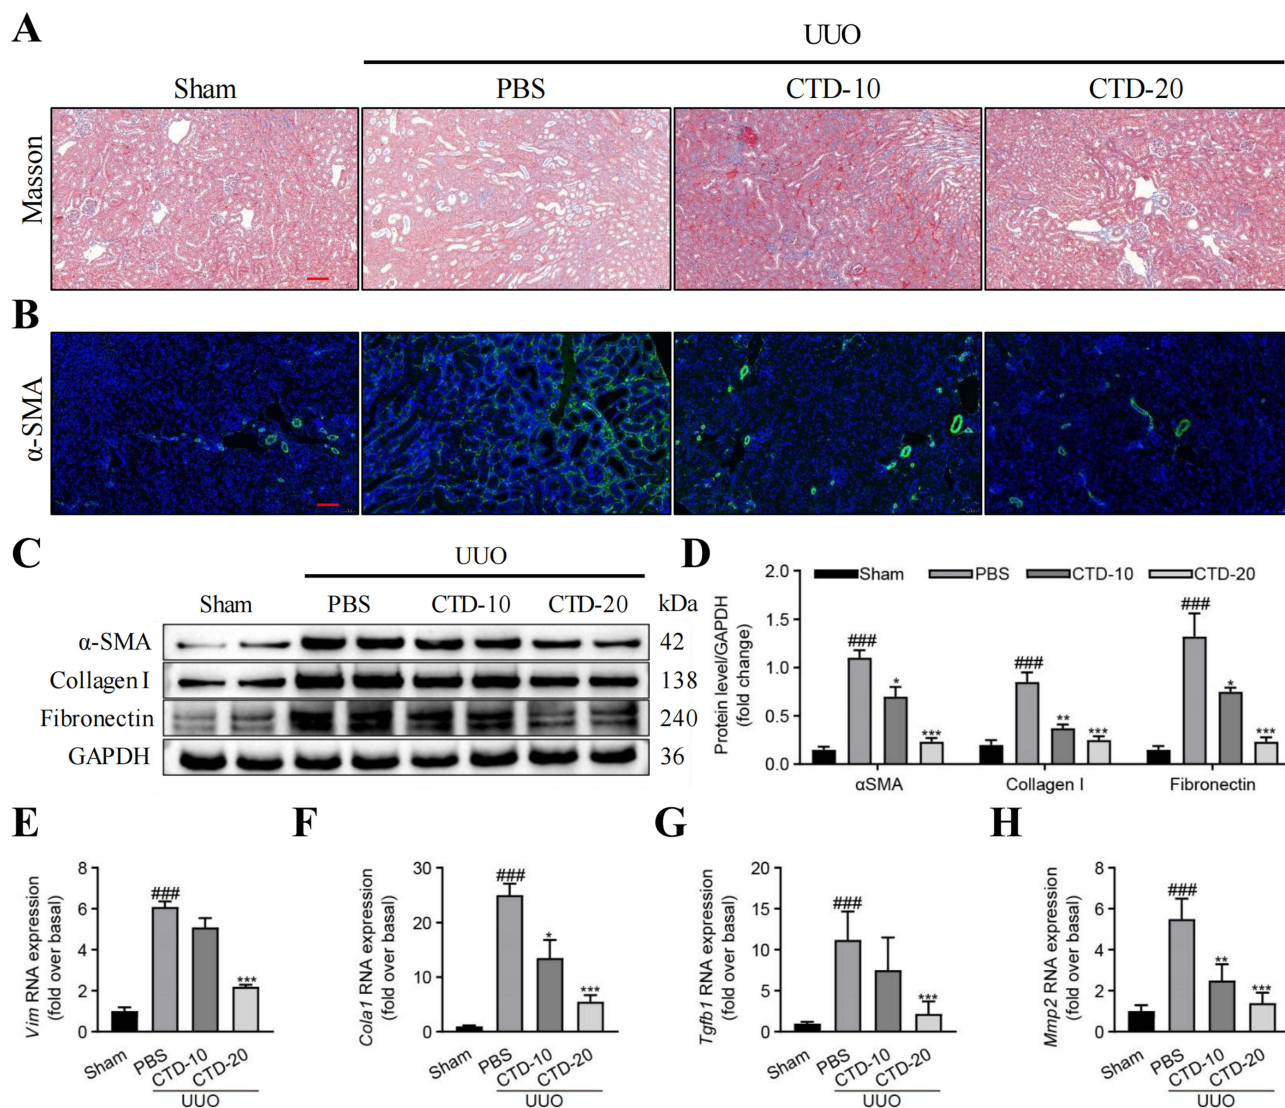 A
UUO
Sham PBS CTD-10 CTD-20
Masson
B
α-SMA
C
UUO
Sham PBS CTD-10 CTD-20 kDa
α-SMA 42
Collagen I 138
Fibronectin 240
GAPDH 36
D
Sham PBS CTD-10 CTD-20
Protein level/GAPDH
(fold change)
2.0
1.5
1.0
0.5
0.0
### * ***
### ** ***
### * ***
αSMA Collagen I Fibronectin
E
Vim RNA expression
(fold over basal)
8
6
4
2
0
###
***
Sham PBS CTD-10 CTD-20
UUO
F
Cola1 RNA expression
(fold over basal)
30
20
10
0
###
*
***
Sham PBS CTD-10 CTD-20
UUO
G
Tgfb1 RNA expression
(fold over basal)
20
15
10
5
0
###
***
Sham PBS CTD-10 CTD-20
UUO
H
Mmp2 RNA expression
(fold over basal)
8
6
4
2
0
###
**
***
Sham PBS CTD-10 CTD-20
UUO